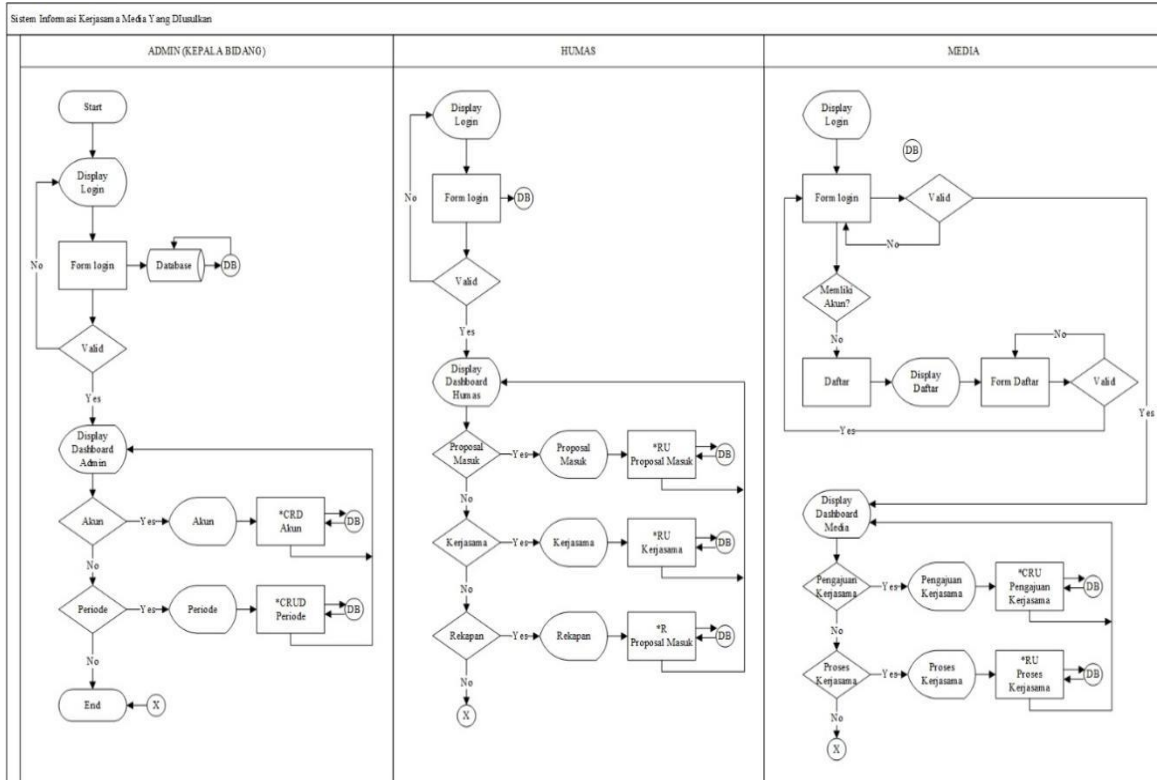 Sistem Informasi Kerjasama Media Yang DIusulkan
ADMIN (KEPALA BIDANG)
Start
Display
Login
No
Form login
Database
DB
Valid
Yes
Display
Dashboard
Admin
Akun
Yes
Akun
*CRD
Akun
DB
No
Periode
Yes
Periode
*CRUD
Periode
DB
No
End
X
HUMAS
Display
Login
No
Form login
DB
Valid
Yes
Display
Dashboard
Humas
Proposal
Masuk
Yes
Proposal
Masuk
*RU
Proposal Masuk
DB
No
Kerjasama
Yes
Kerjasama
*RU
Kerjasama
DB
No
Rekapan
Yes
Rekapan
*R
Proposal Masuk
DB
No
X
MEDIA
Display
Login
DB
Form login
Valid
No
Memliki
Akun?
No
No
Daftar
Display
Daftar
Form Daftar
Valid
Yes
Yes
Display
Dashboard
Media
Pengajuan
Kerjasama
Yes
Pengajuan
Kerjasama
*CRU
Pengajuan
Kerjasama
DB
No
Proses
Kerjasama
Yes
Proses
Kerjasama
*RU
Proses
Kerjasama
DB
No
X